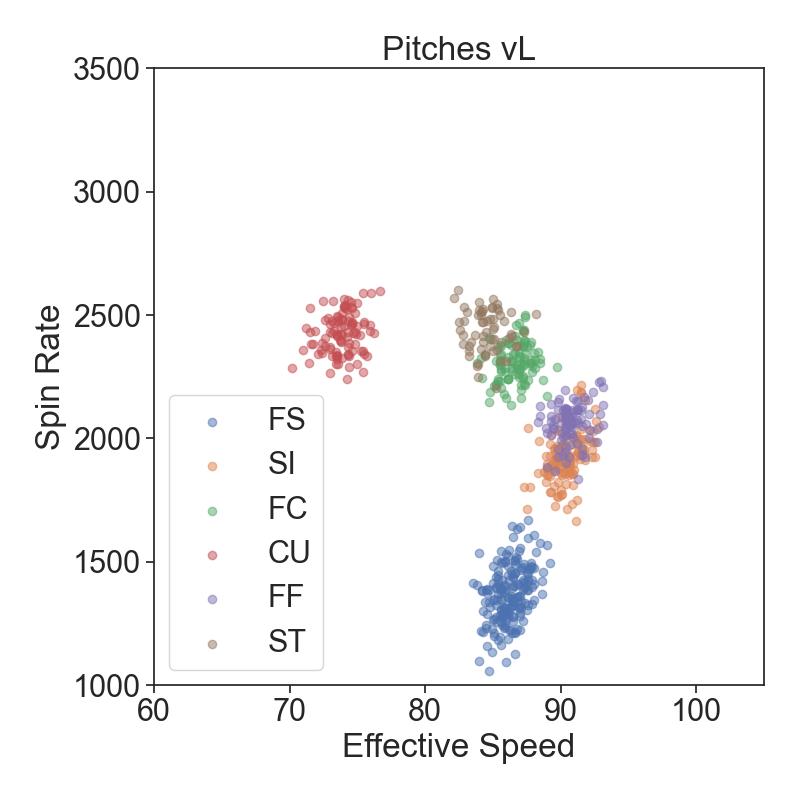 Pitches vL
3500
3000
2500
2000
1500
1000
Spin Rate
FS
SI
FC
CU
FF
ST
60 70 80 90 100
Effective Speed